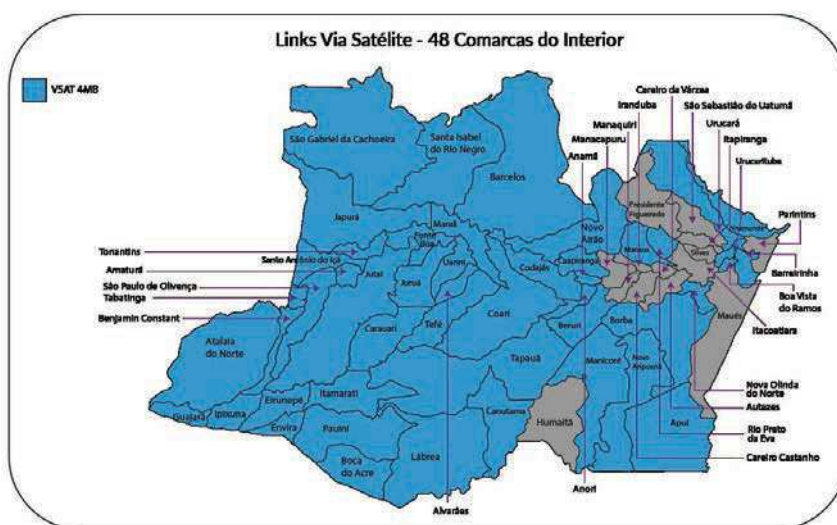 Links Via Satélite - 48 Comarcas do Interior
VSAT 4MB
Careiro da Várzea
Iranduba
São Sebastião do Uatumã
Manaquiri
Urucará
Manacapuru
Itapiranga
Anamã
Urucurituba
São Gabriel da Cachoeira
Santa Isabel
do Rio Negro
Barcelos
Presidente
Figueiredo
Parintins
Japurá
Maraã
Novo
Airão
Manaus
Silves
Tonantins
Santo Antônio do Içá
Fonte
Boa
Uarini
Codajás
Caapiranga
Barreirinha
Amaturá
Jutaí
Juruá
Boa Vista
do Ramos
São Paulo de Olivença
Tabatinga
Itacoatiara
Benjamin Constant
Carauari
Tefé
Coari
Beruri
Borba
Maués
Atalaia
do Norte
Tapauá
Manicoré
Novo
Aripuanã
Nova Olinda
do Norte
Itamarati
Eirunepé
Canutama
Autazes
Guajará
Ipixuna
Envira
Pauini
Humaitá
Apuí
Rio Preto
da Eva
Boca
do Acre
Lábrea
Careiro Castanho
Anori
Alvarães